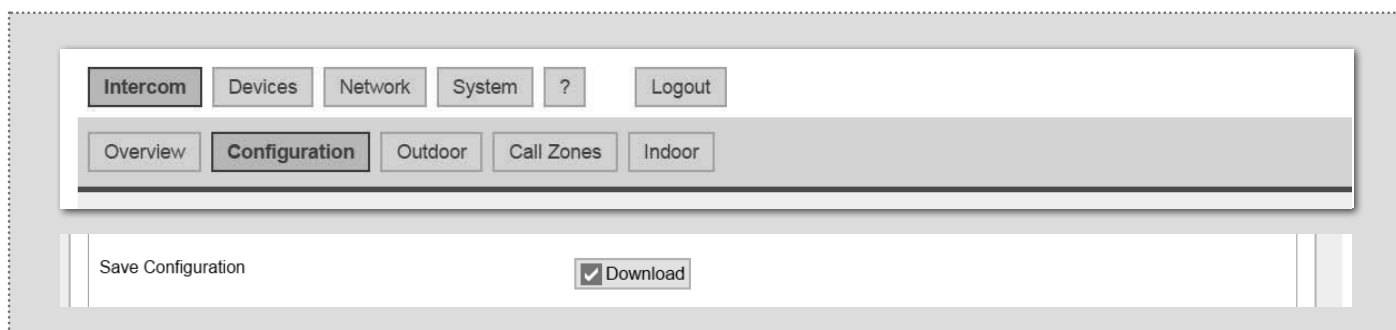 Intercom Devices Network System ? Logout
Overview Configuration Outdoor Call Zones Indoor
Save Configuration Download